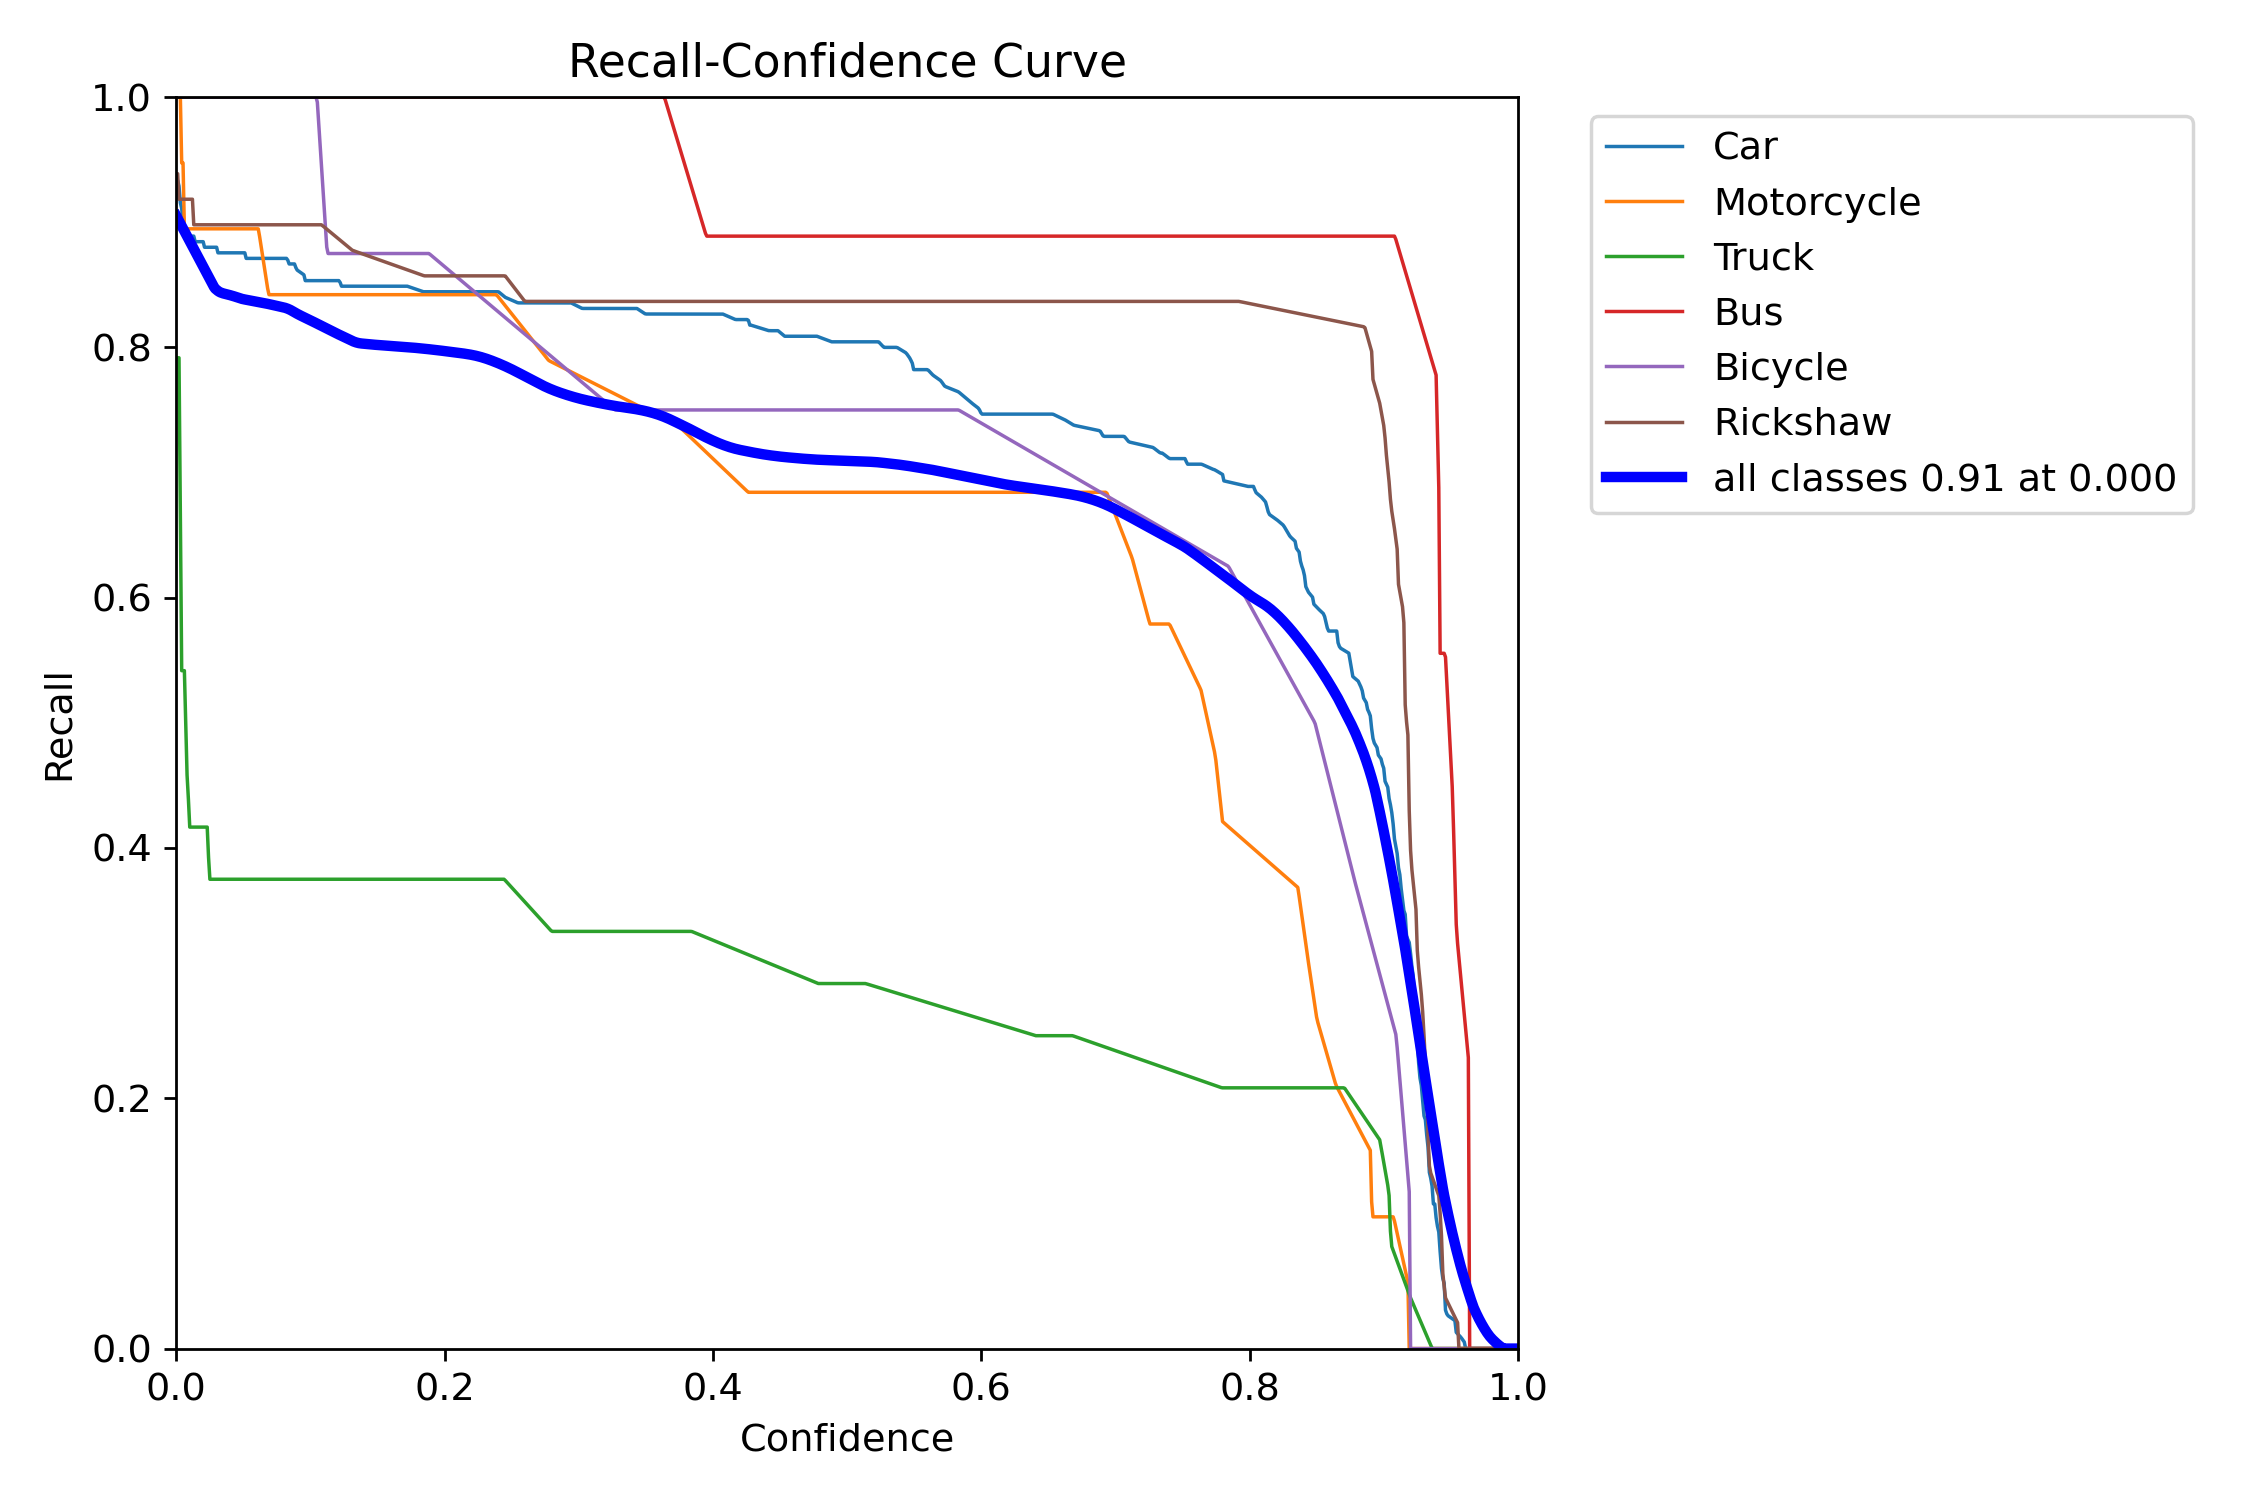 Recall-Confidence Curve
1.0
0.8
0.6
0.4
0.2
0.0
Recall
0.0 0.2 0.4 0.6 0.8 1.0
Confidence
Car
Motorcycle
Truck
Bus
Bicycle
Rickshaw
all classes 0.91 at 0.000